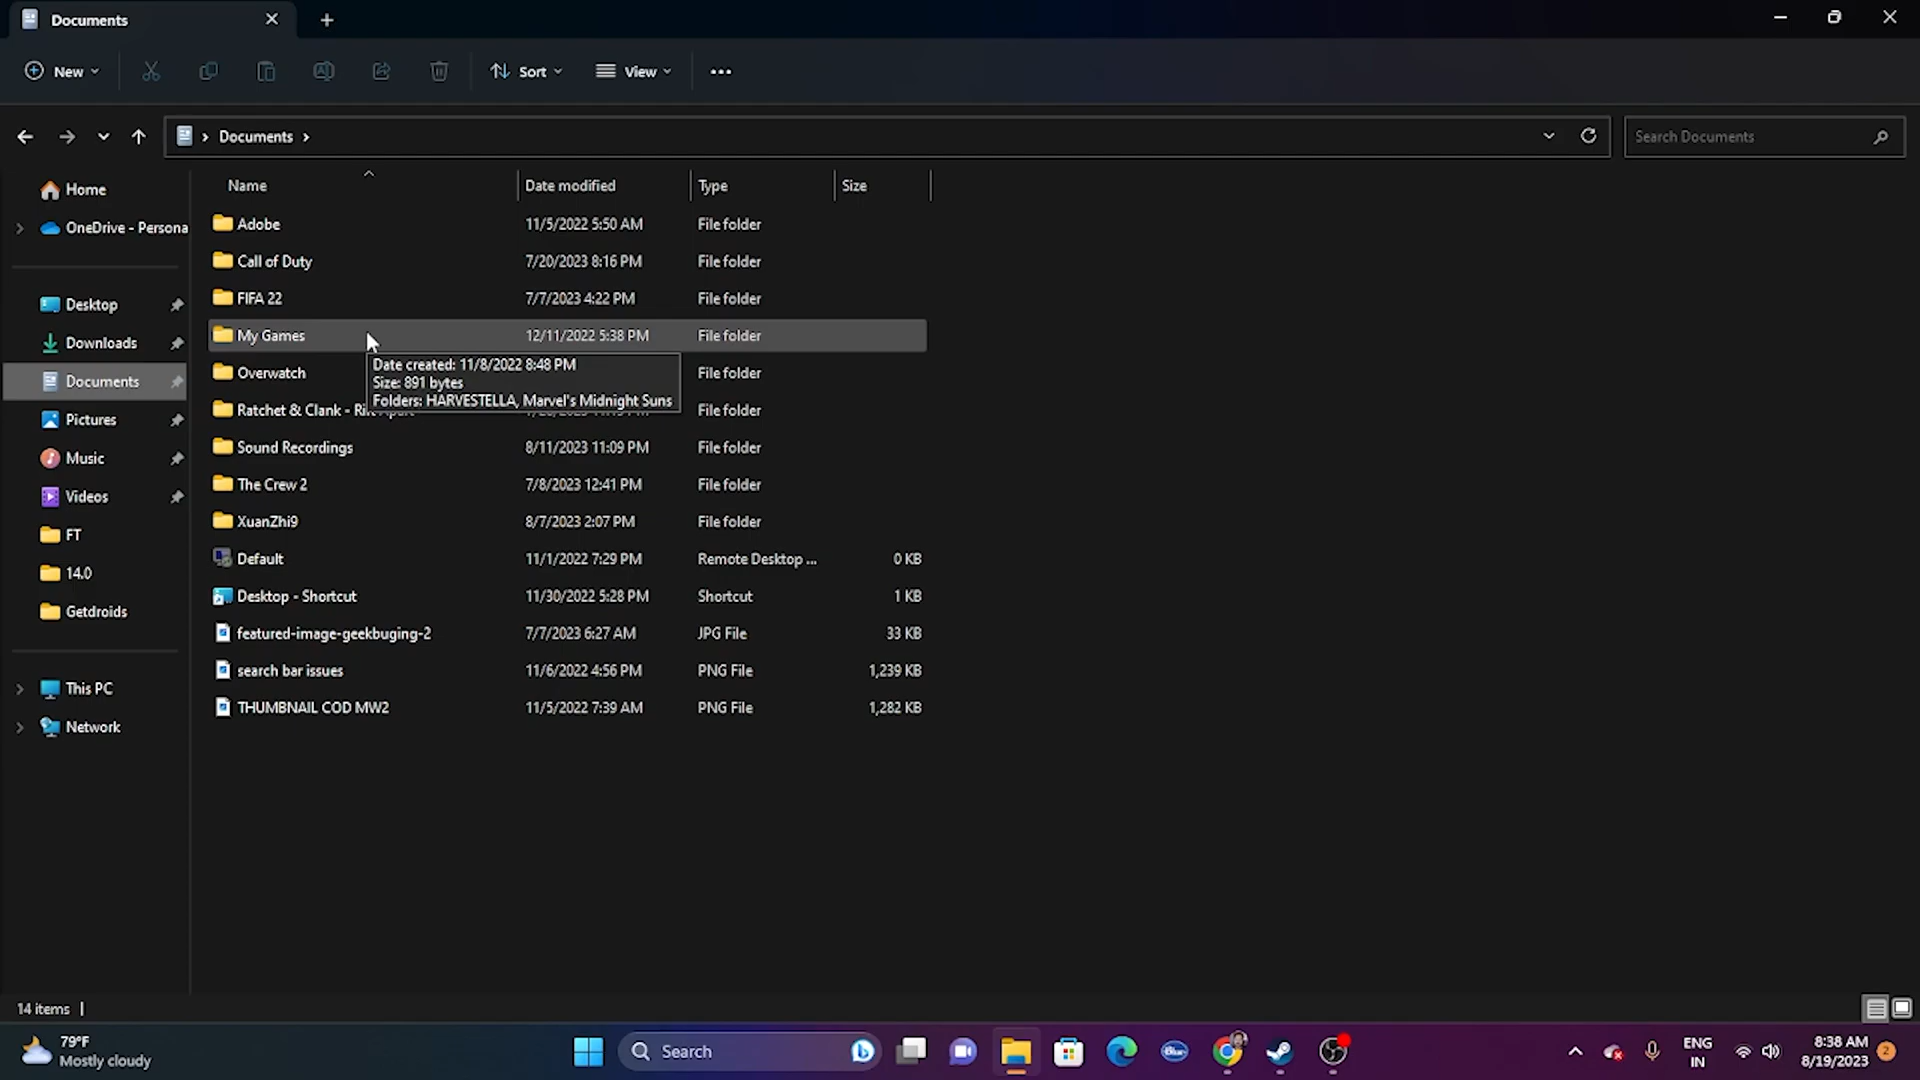 Documents
New
Sort
View
Documents
Search Documents
Name Date modified Type Size
Home
OneDrive - Persona
Desktop
Downloads
Documents
Pictures
Music
Videos
FT
14.0
Getdroids
This PC
Network
Adobe 11/5/2022 5:50 AM File folder
Call of Duty 7/20/2023 8:16 PM File folder
FIFA 22 7/7/2023 4:22 PM File folder
My Games 12/11/2022 5:38 PM File folder
Date created: 11/8/2022 8:48 PM
Size: 891 bytes
Folders: HARVESTELLA, Marvel's Midnight Suns
Overwatch File folder
Ratchet & Clank - File folder
Sound Recordings 8/11/2023 11:09 PM File folder
The Crew 2 7/8/2023 12:41 PM File folder
XuanZhi9 8/7/2023 2:07 PM File folder
Default 11/1/2022 7:29 PM Remote Desktop ... 0 KB
Desktop - Shortcut 11/30/2022 5:28 PM Shortcut 1 KB
featured-image-geekbuging-2 7/7/2023 6:27 AM JPG File 33 KB
search bar issues 11/6/2022 4:56 PM PNG File 1,239 KB
THUMBNAIL COD MW2 11/5/2022 7:39 AM PNG File 1,282 KB
14 items
79°F
Mostly cloudy
Search
ENG
IN
8:38 AM
8/19/2023
2